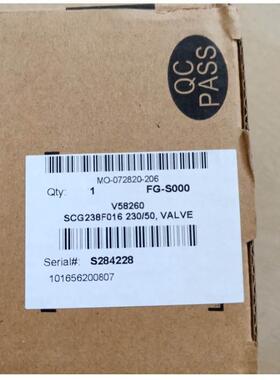 QC
PASS
MO-072820-206
Qty: 1 FG-S000
V58260
SCG238F016 230/50, VALVE
Serial#: S284228
101656200807